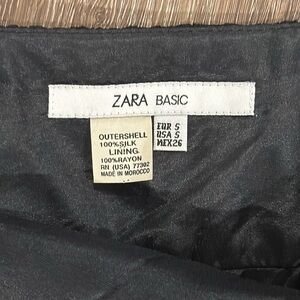 ZARA BASIC
OUTERSHELL
100%SILK
LINING
100%RAYON
RN (USA) 77302
MADE IN MOROCCO
EUR S
USA S
MEX26